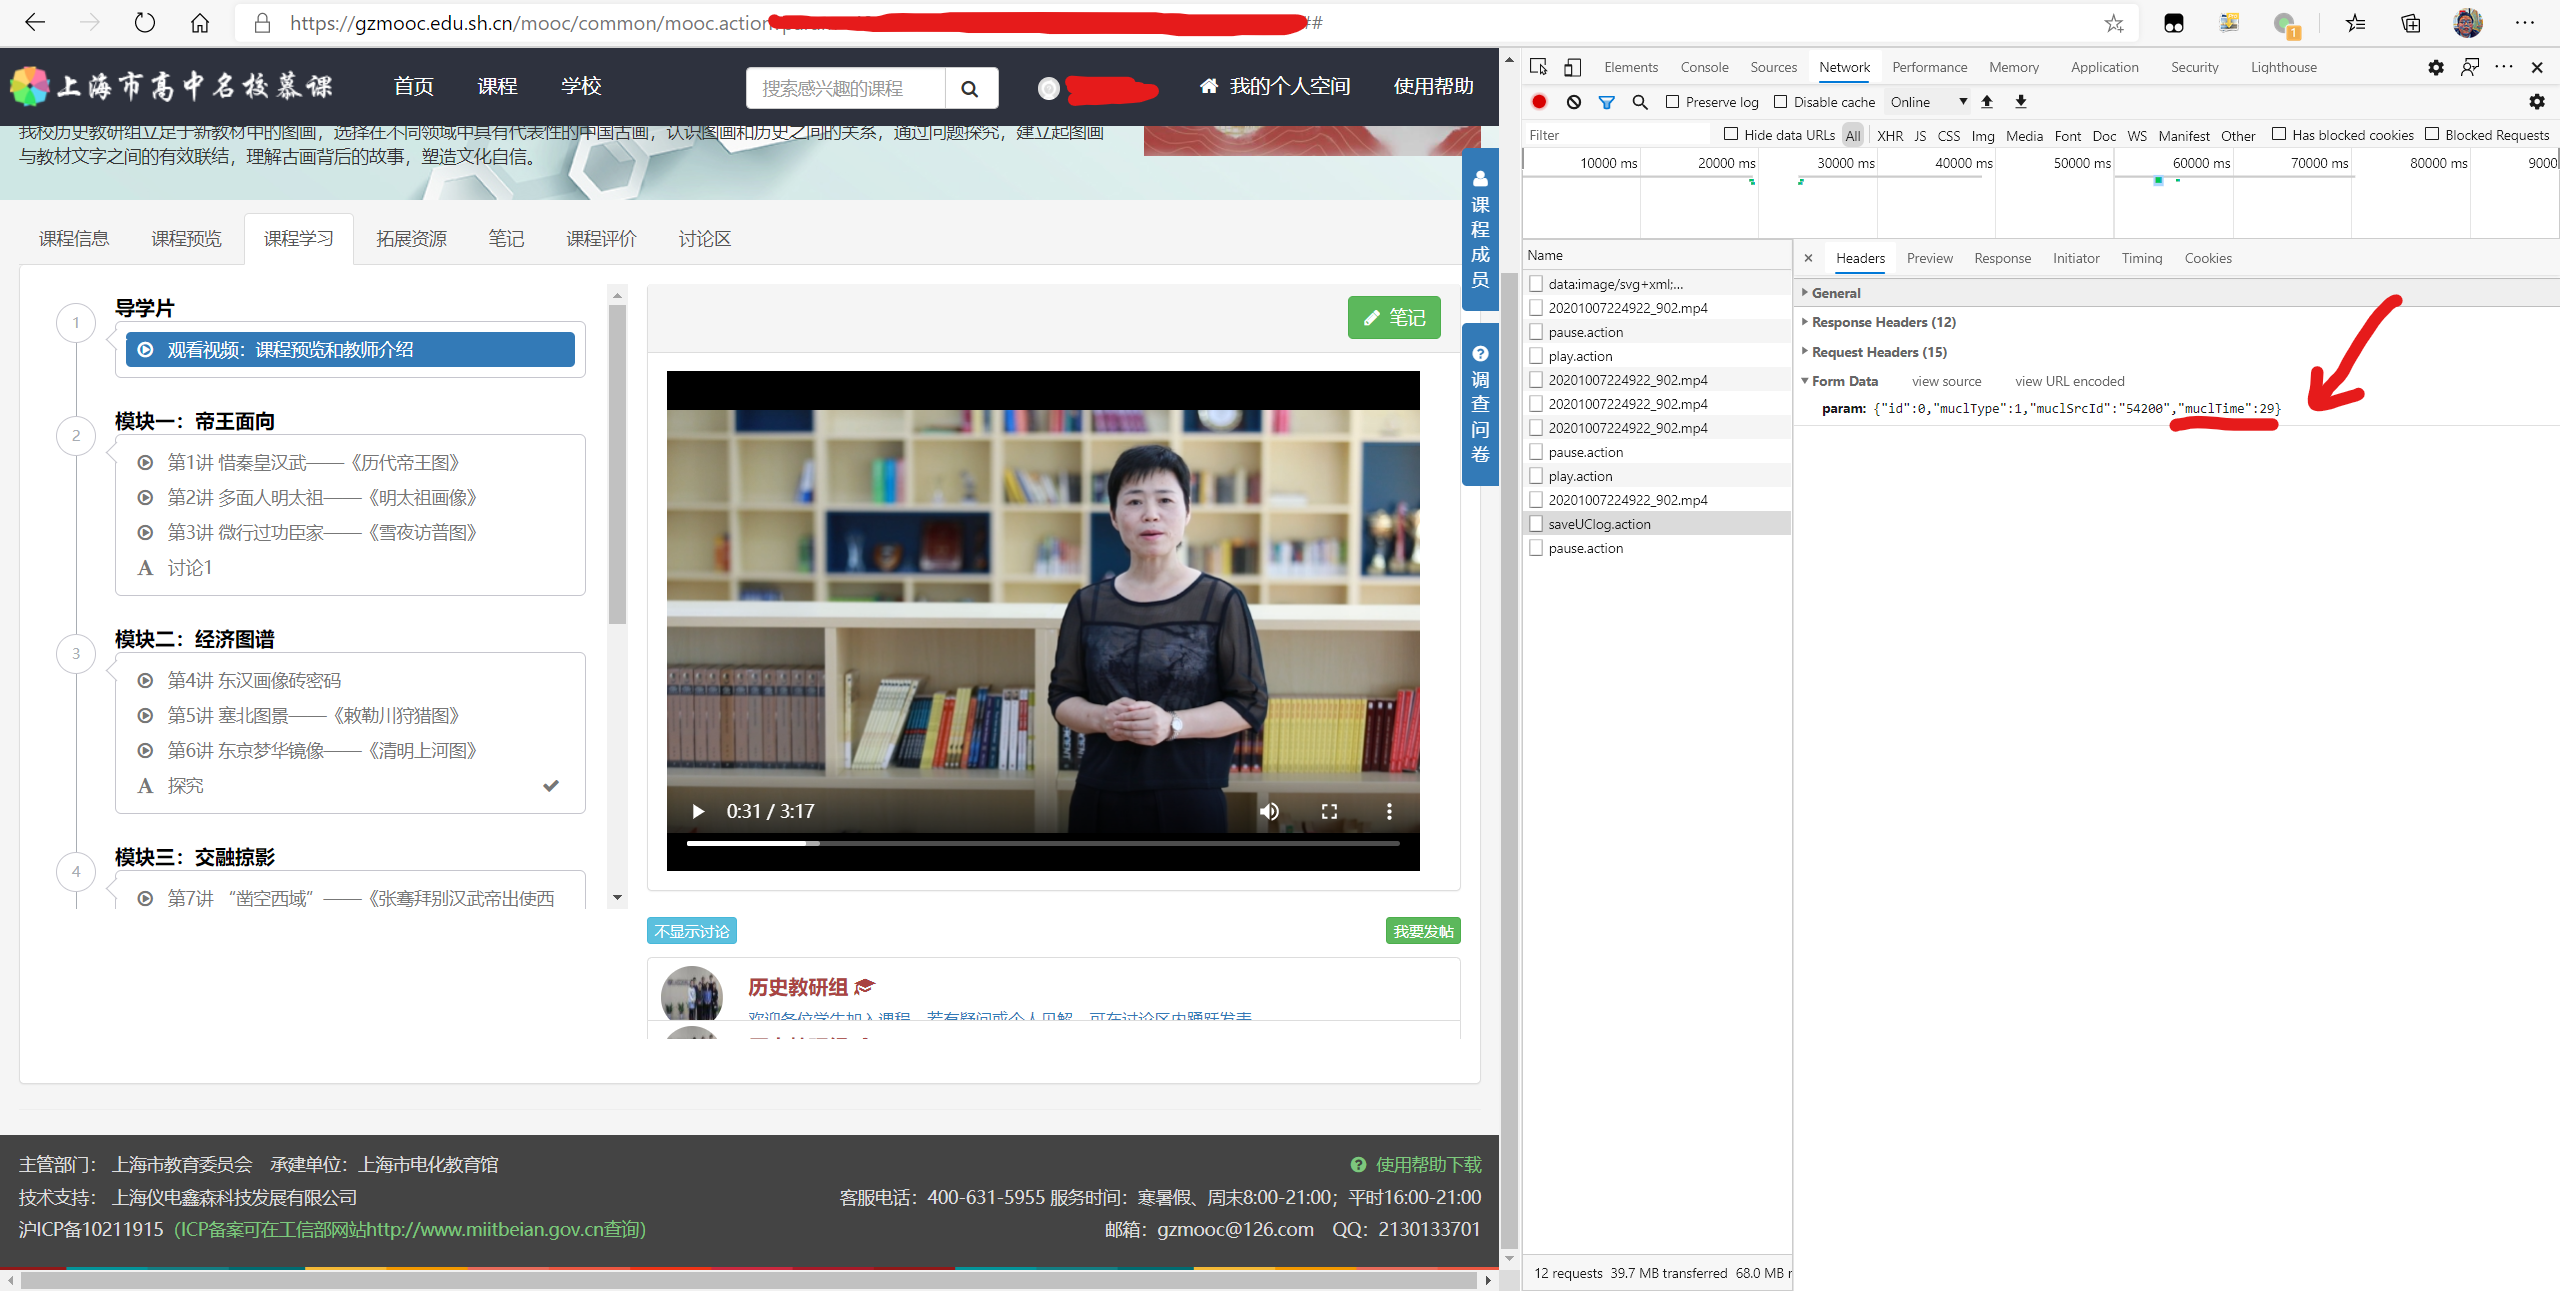 https://gzmooc.edu.sh.cn/mooc/common/mooc.action
##
1
上海市高中名校慕课
首页
课程
学校
搜索感兴趣的课程
我的个人空间
使用帮助
我校历史教研组立足于新教材中的图画，选择在不同领域中具有代表性的中国古画，认识图画和历史之间的关系，通过问题探究，建立起图画
与教材文字之间的有效联结，理解古画背后的故事，塑造文化自信。
课程成员
调查问卷
课程信息
课程预览
课程学习
拓展资源
笔记
课程评价
讨论区
1
导学片
观看视频：课程预览和教师介绍
2
模块一：帝王面向
第1讲 惜秦皇汉武——《历代帝王图》
第2讲 多面人明太祖——《明太祖画像》
第3讲 微行过功臣家——《雪夜访普图》
A 讨论1
3
模块二：经济图谱
第4讲 东汉画像砖密码
第5讲 塞北图景——《敕勒川狩猎图》
第6讲 东京梦华镜像——《清明上河图》
A 探究
4
模块三：交融掠影
第7讲 “凿空西域”——《张骞拜别汉武帝出使西
笔记
0:31 / 3:17
不显示讨论
我要发帖
历史教研组
欢迎各位学生加入课程，若有疑问或个人见解，可在讨论区内踊跃发表
主管部门： 上海市教育委员会 承建单位：上海市电化教育馆
技术支持： 上海仪电鑫森科技发展有限公司
沪ICP备10211915（ICP备案可在工信部网站http://www.miitbeian.gov.cn查询）
使用帮助下载
客服电话：400-631-5955 服务时间：寒暑假、周末8:00-21:00；平时16:00-21:00
邮箱：gzmooc@126.com QQ：2130133701
Elements
Console
Sources
Network
Performance
Memory
Application
Security
Lighthouse
Preserve log
Disable cache
Online
Filter
Hide data URLs
All
XHR
JS
CSS
Img
Media
Font
Doc
WS
Manifest
Other
Has blocked cookies
Blocked Requests
10000 ms
20000 ms
30000 ms
40000 ms
50000 ms
60000 ms
70000 ms
80000 ms
9000
Name
data:image/svg+xml;...
20201007224922_902.mp4
pause.action
play.action
20201007224922_902.mp4
20201007224922_902.mp4
20201007224922_902.mp4
pause.action
play.action
20201007224922_902.mp4
saveUClog.action
pause.action
12 requests
39.7 MB transferred
68.0 MB r
Headers
Preview
Response
Initiator
Timing
Cookies
General
Response Headers (12)
Request Headers (15)
Form Data
view source
view URL encoded
param: {"id":0,"muclType":1,"muclSrcId":"54200","muclTime":29}